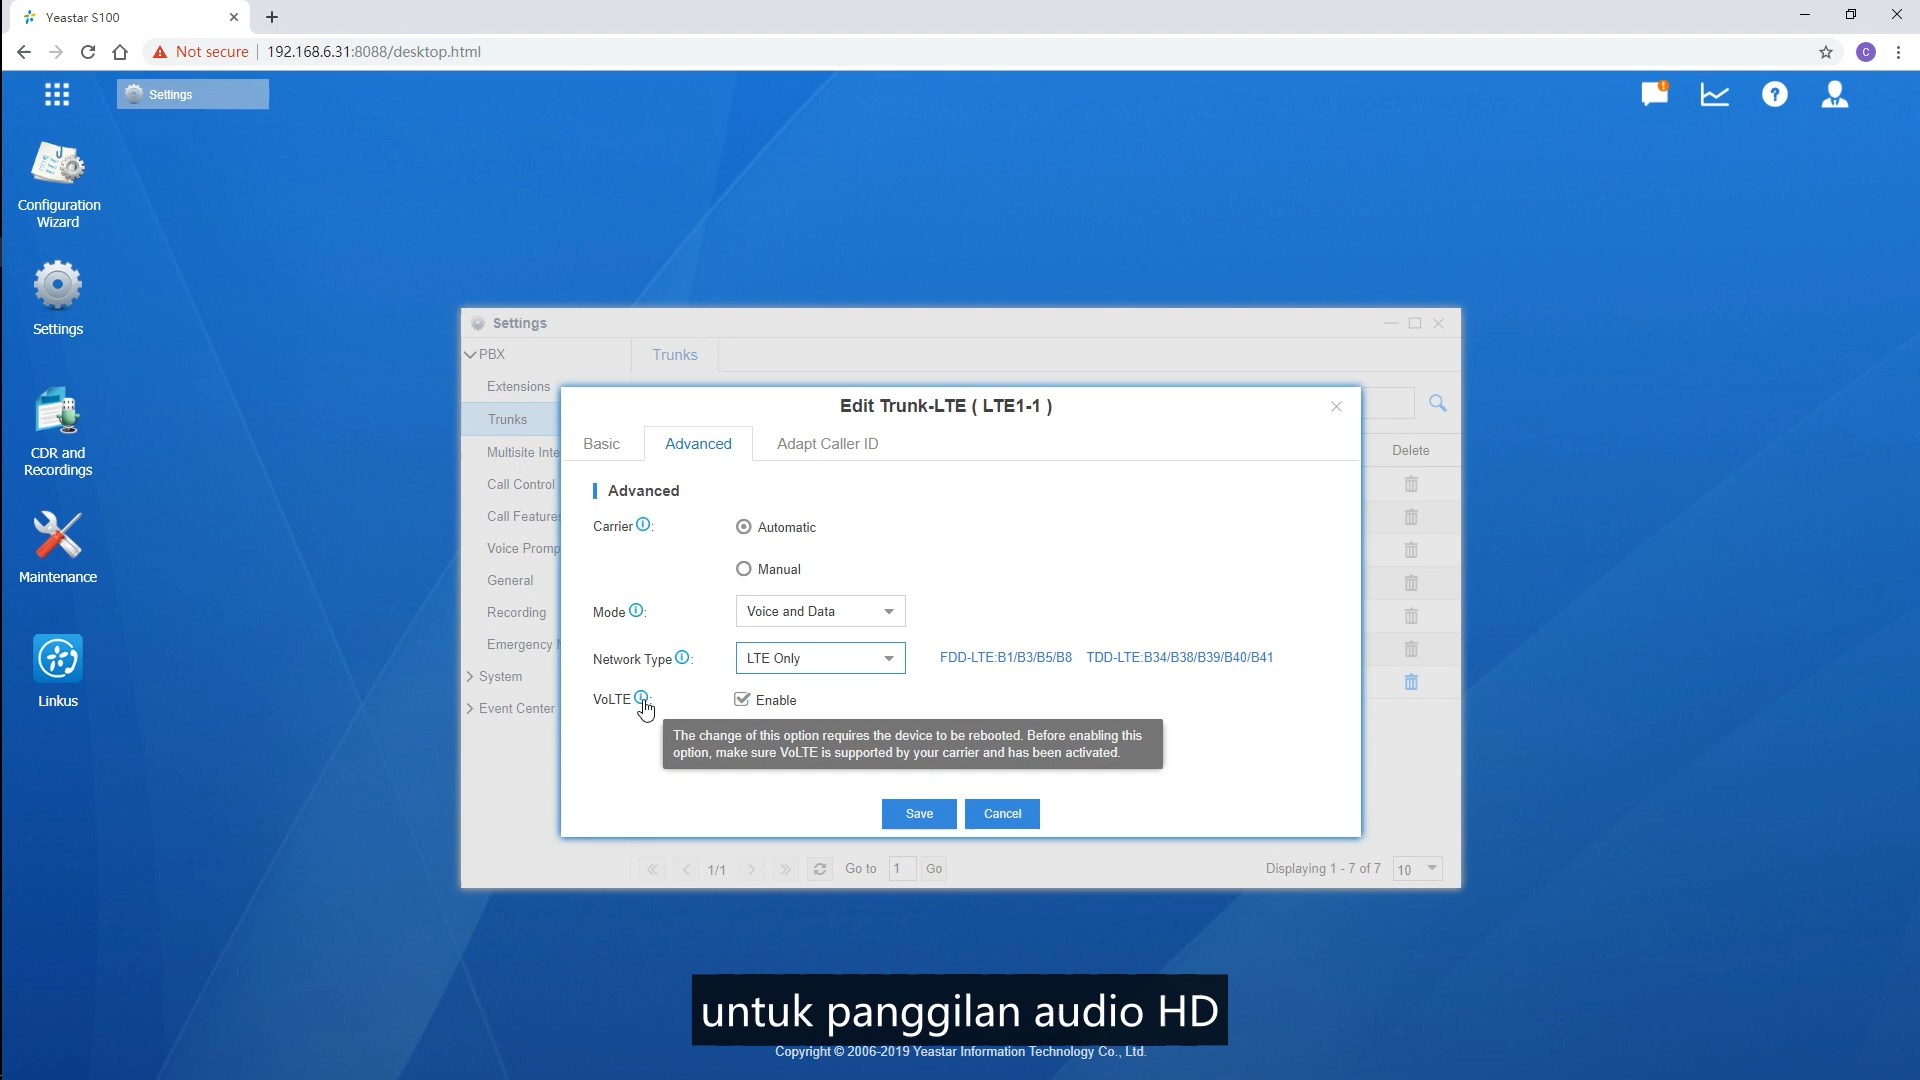 Yeastar S100
Not secure
192.168.6.31:8088/desktop.html
Settings
Configuration
Wizard
Settings
CDR and
Recordings
Maintenance
Linkus
Settings
PBX
Trunks
Extensions
Trunks
Multisite Inte
Call Control
Call Feature
Voice Promp
General
Recording
Emergency
System
Event Center
Delete
Edit Trunk-LTE ( LTE1-1 )
Basic
Advanced
Adapt Caller ID
Advanced
Carrier :
Automatic
Manual
Mode :
Voice and Data
Network Type :
LTE Only
FDD-LTE:B1/B3/B5/B8 TDD-LTE:B34/B38/B39/B40/B41
VoLTE :
Enable
The change of this option requires the device to be rebooted. Before enabling this
option, make sure VoLTE is supported by your carrier and has been activated.
Save
Cancel
1/1
Go to
1
Go
Displaying 1 - 7 of 7
10
untuk panggilan audio HD
Copyright © 2006-2019 Yeastar Information Technology Co., Ltd.